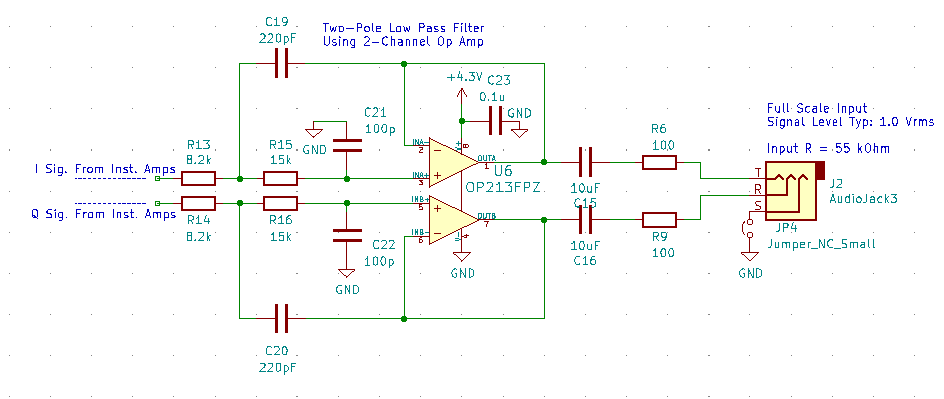 C19
220pF
Two-Pole Low Pass Filter
Using 2-Channel Op Amp
+4.3V
C23
0.1u
GND
C21
100p
GND
Full Scale Input
Signal Level Typ: 1.0 Vrms
Input R = 55 kOhm
R13
8.2k
R15
15k
INA-
2
8
V+
OUTA
1
U6
OP213FPZ
INA+
3
R6
100
10uF
C15
I Sig. From Inst. Amps
T
R
S
J2
AudioJack3
Q Sig. From Inst. Amps
R14
8.2k
R16
15k
INB+
5
INB-
6
OUTB
7
V-
4
C22
100p
GND
GND
10uF
C16
R9
100
JP4
Jumper_NC_Small
GND
C20
220pF